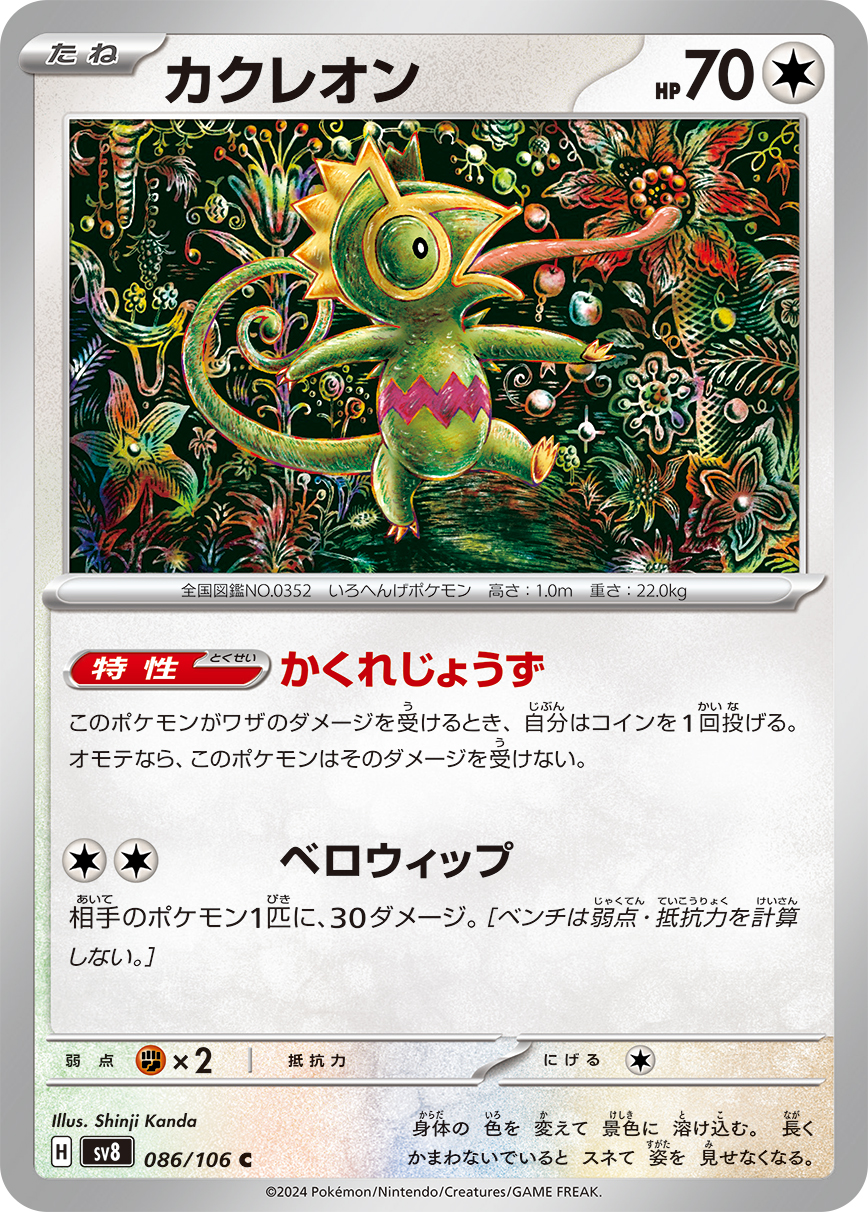 たね
カクレオン
HP70
全国図鑑NO.0352 いろへんげポケモン 高さ：1.0m 重さ：22.0kg
特性 とくせい かくれじょうず
このポケモンがワザのダメージを受けるとき、自分はコインを1回投げる。
オモテなら、このポケモンはそのダメージを受けない。
ベロウィップ
相手のポケモン1匹に、30ダメージ。［ベンチは弱点・抵抗力を計算
しない。］
弱点 ×2 抵抗力 にげる
Illus. Shinji Kanda
H sv8 086/106 C
身体の 色を 変えて 景色に 溶け込む。 長く
かまわないでいると スネて 姿を 見せなくなる。
©2024 Pokémon/Nintendo/Creatures/GAME FREAK.